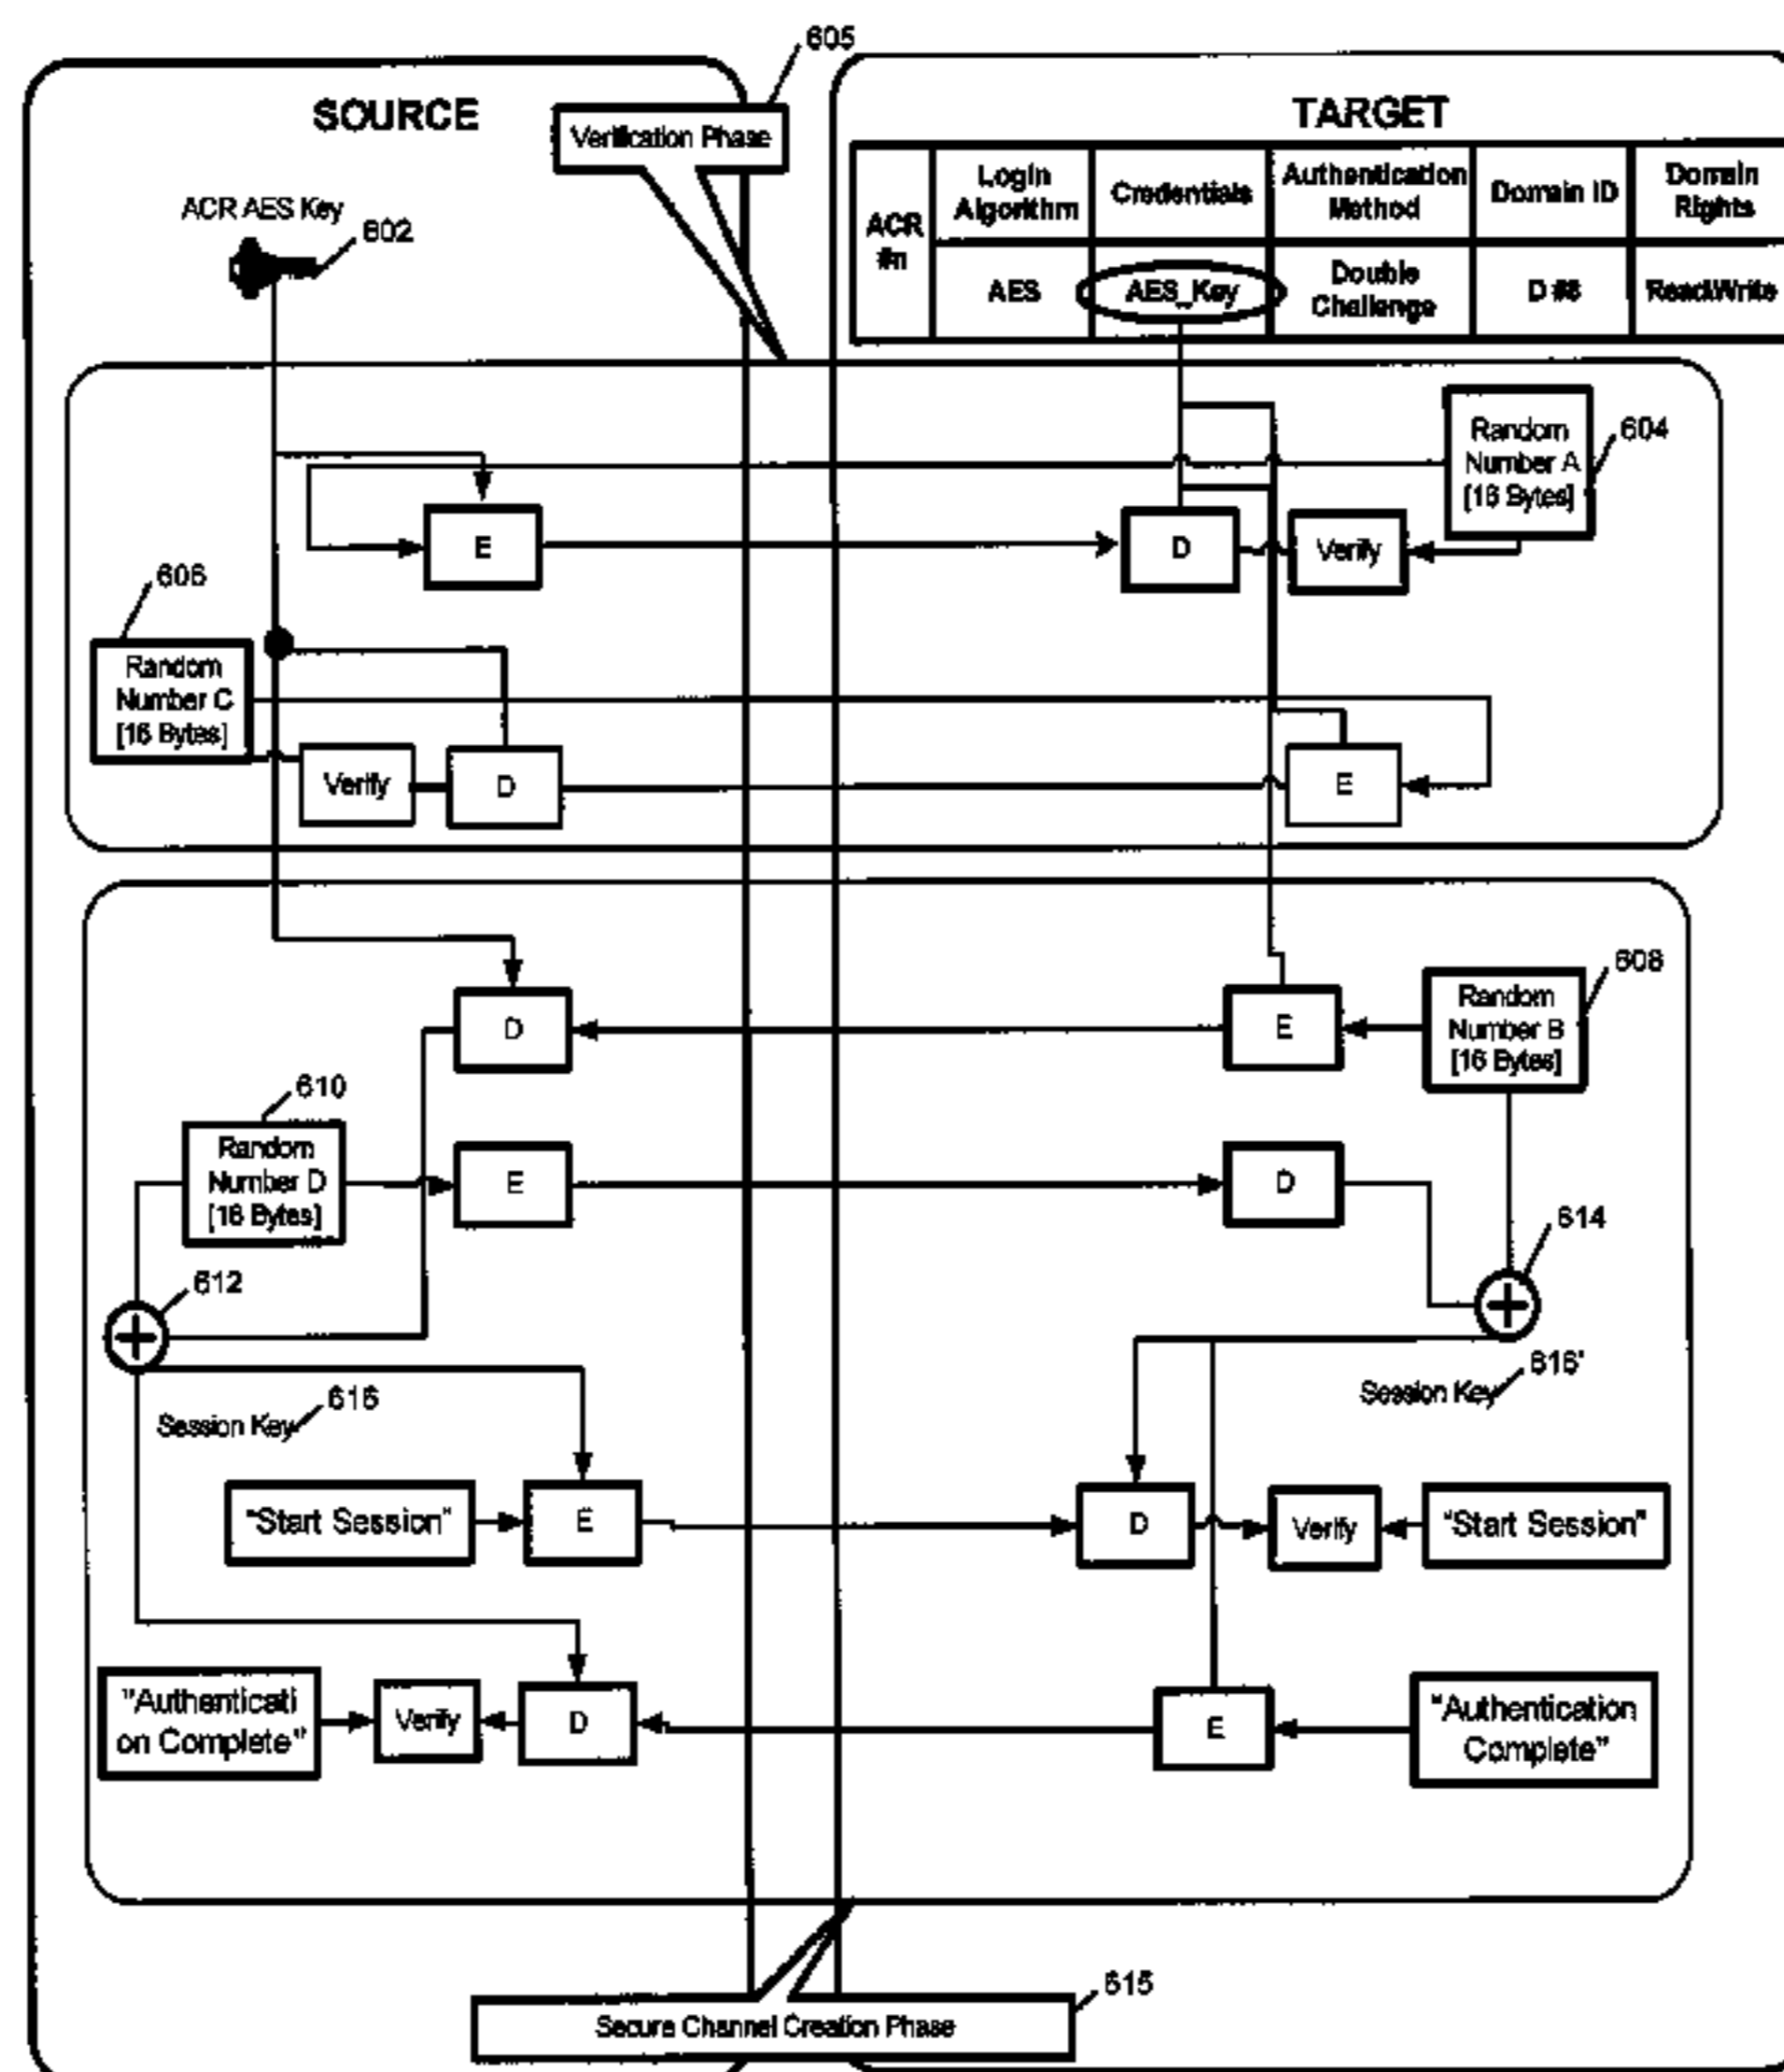 605
SOURCE
Verification Phase
TARGET
ACR AES Key
602
ACR
#n
Login
Algorithm
Credentials
Authentication
Method
Domain ID
Domain
Rights
AES
AES_Key
Double
Challenge
Read/Write
Random
Number A
[16 Bytes]
604
E
D
Verify
606
Random
Number C
[16 Bytes]
Verify
D
E
608
D
E
Random
Number B
[16 Bytes]
610
Random
Number D
[16 Bytes]
E
D
614
612
616'
Session Key
616
Session Key
"Start Session"
E
D
Verify
"Start Session"
"Authenticati
on Complete"
Verify
D
E
"Authentication
Complete"
615
Secure Channel Creation Phase